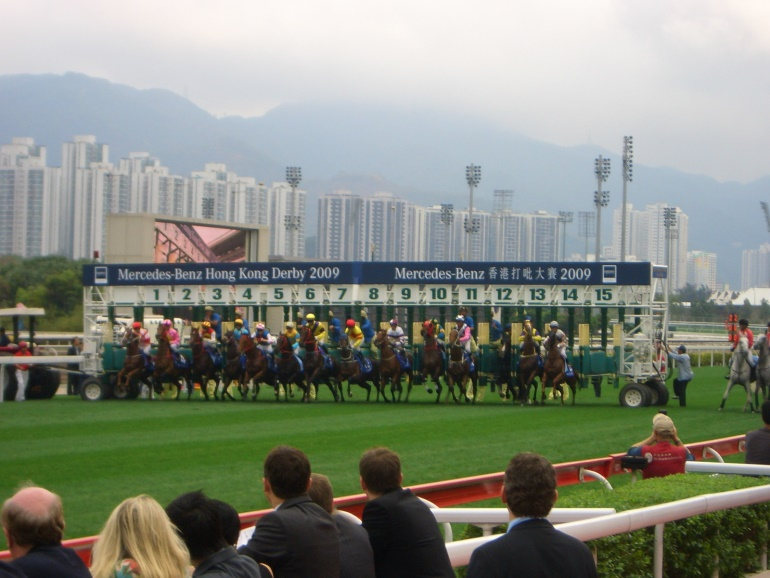 Mercedes-Benz Hong Kong Derby 2009 Mercedes-Benz 香港打吡大賽 2009
1 2 3 4 5 6 7 8 9 10 11 12 13 14 15